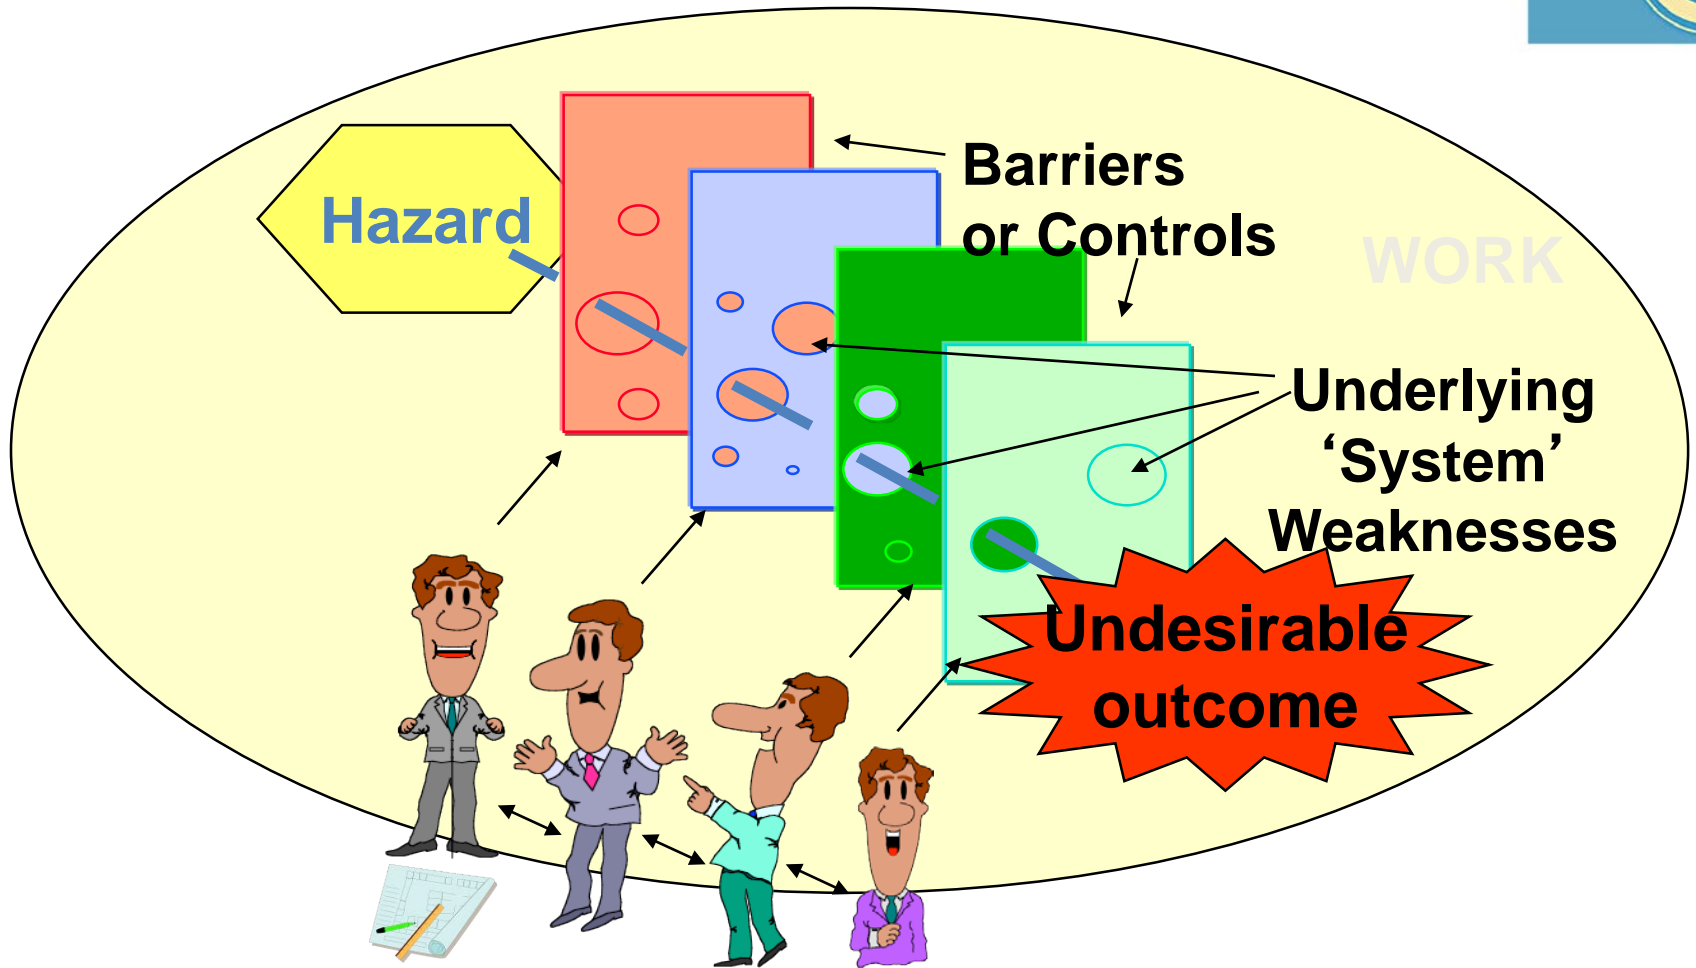 Hazard
Barriers
or Controls
WORK
Underlying
‘System’
Weaknesses
Undesirable
outcome